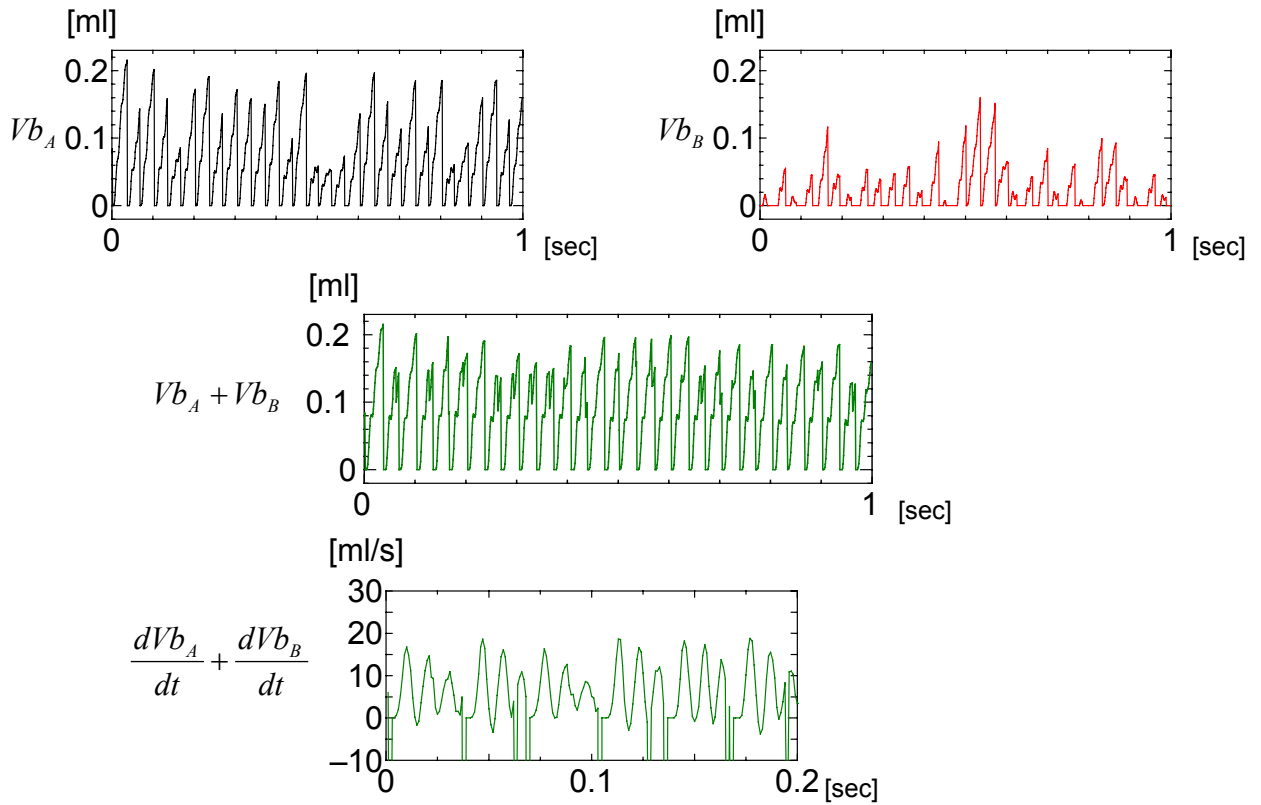 [ml]
0.2
Vb_A 0.1
0
0 1 [sec]
[ml]
0.2
Vb_B 0.1
0
0 1 [sec]
[ml]
0.2
Vb_A + Vb_B 0.1
0
0 1 [sec]
[ml/s]
30
20
dVb_A/dt + dVb_B/dt 10
0
−10
0 0.1 0.2 [sec]